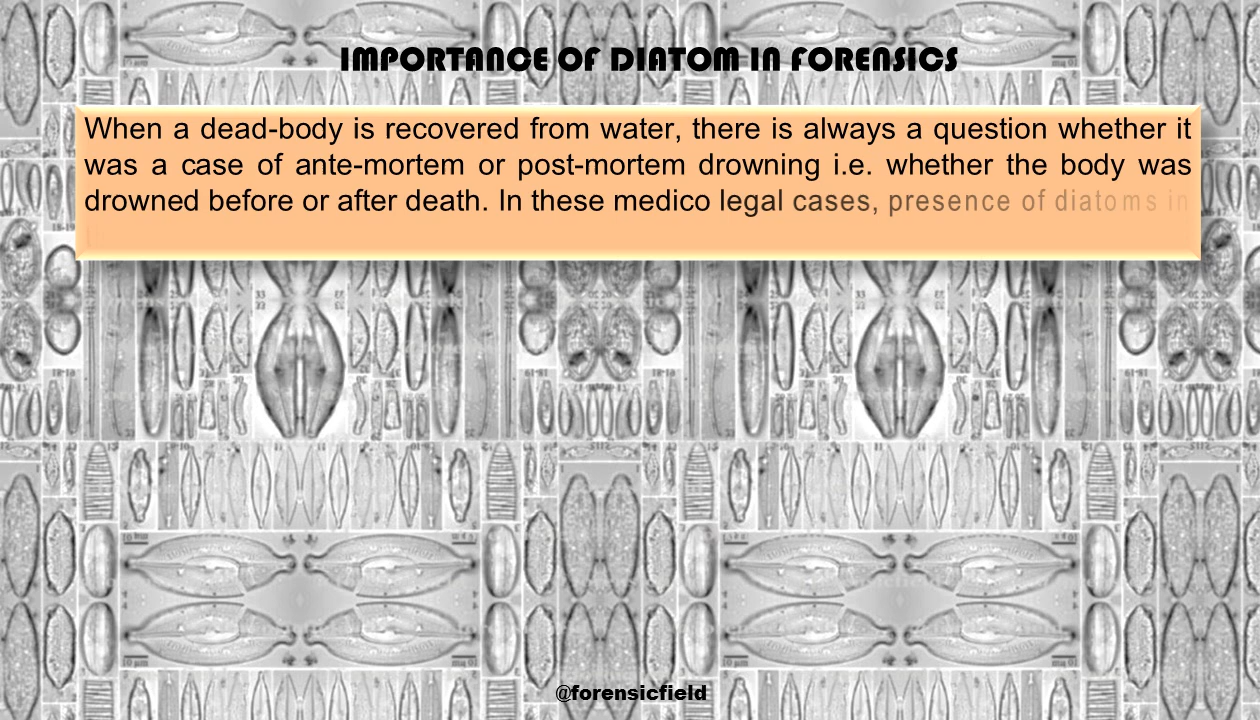 IMPORTANCE OF DIATOM IN FORENSICS
When a dead-body is recovered from water, there is always a question whether it
was a case of ante-mortem or post-mortem drowning i.e. whether the body was
drowned before or after death. In these medico legal cases, presence of diatoms in
@forensicfield